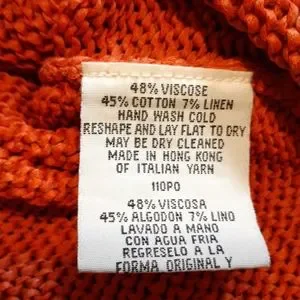 48% VISCOSE
45% COTTON 7% LINEN
HAND WASH COLD
RESHAPE AND LAY FLAT TO DRY
MAY BE DRY CLEANED
MADE IN HONG KONG
OF ITALIAN YARN
110PO
48% VISCOSA
45% ALGODON 7% LINO
LAVADO A MANO
CON AGUA FRIA
REGRESELO A LA
FORMA ORIGINAL Y